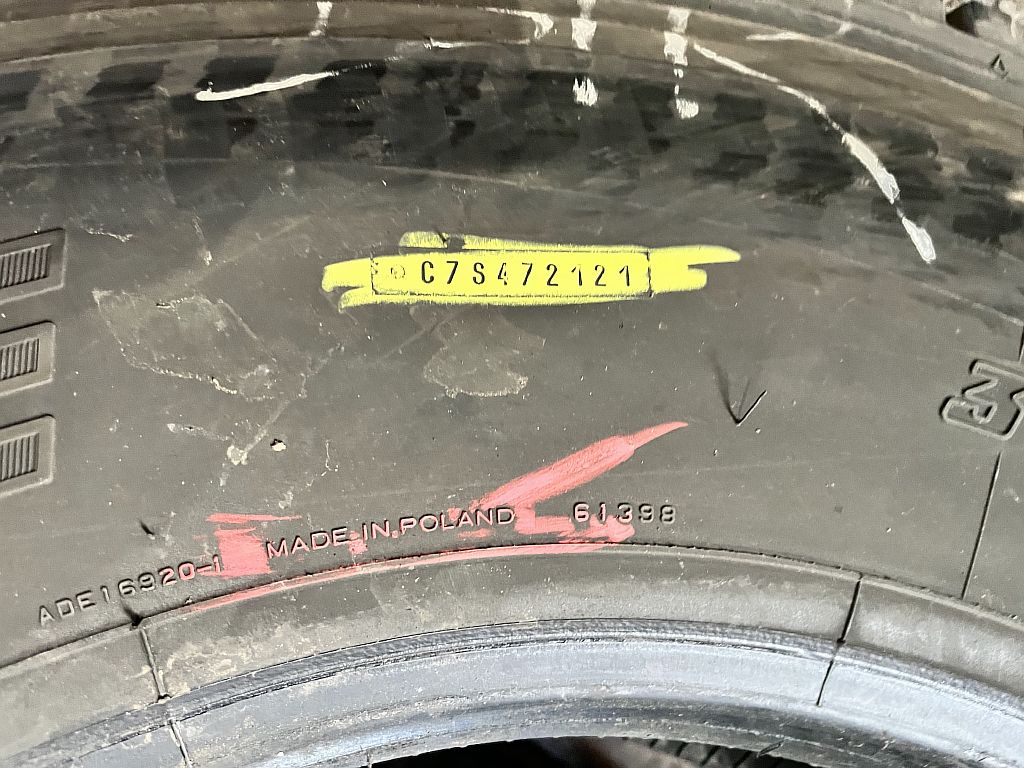 C7S472121
MADE IN POLAND 61398
ADE16920-1